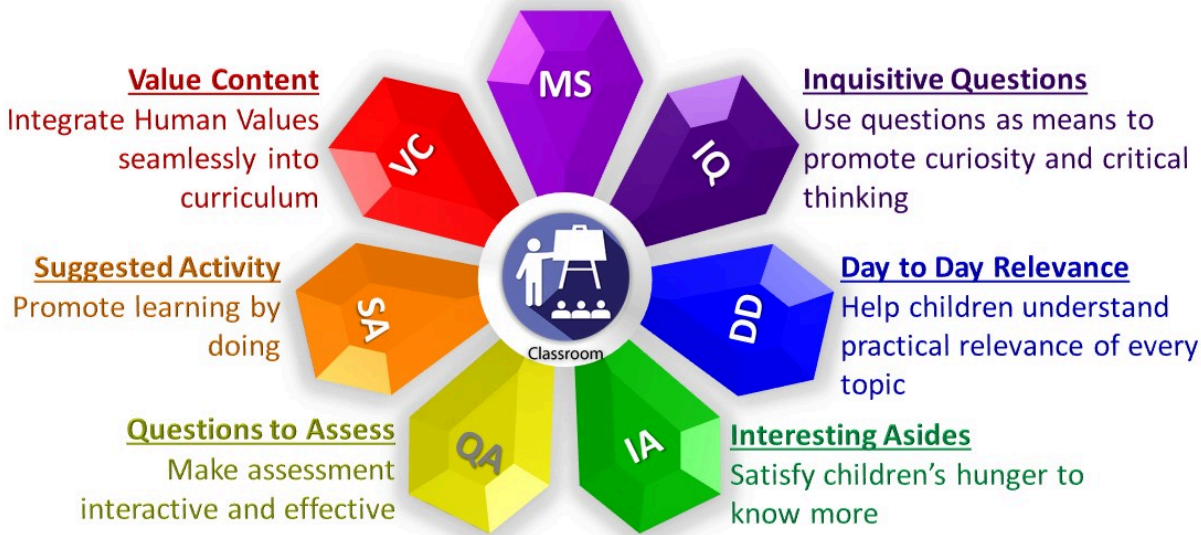 MS
Value Content
Integrate Human Values
seamlessly into
curriculum
VC
IQ
Inquisitive Questions
Use questions as means to
promote curiosity and critical
thinking
Suggested Activity
Promote learning by
doing
SA
Classroom
DD
Day to Day Relevance
Help children understand
practical relevance of every
topic
Questions to Assess
Make assessment
interactive and effective
QA
IA
Interesting Asides
Satisfy children’s hunger to
know more